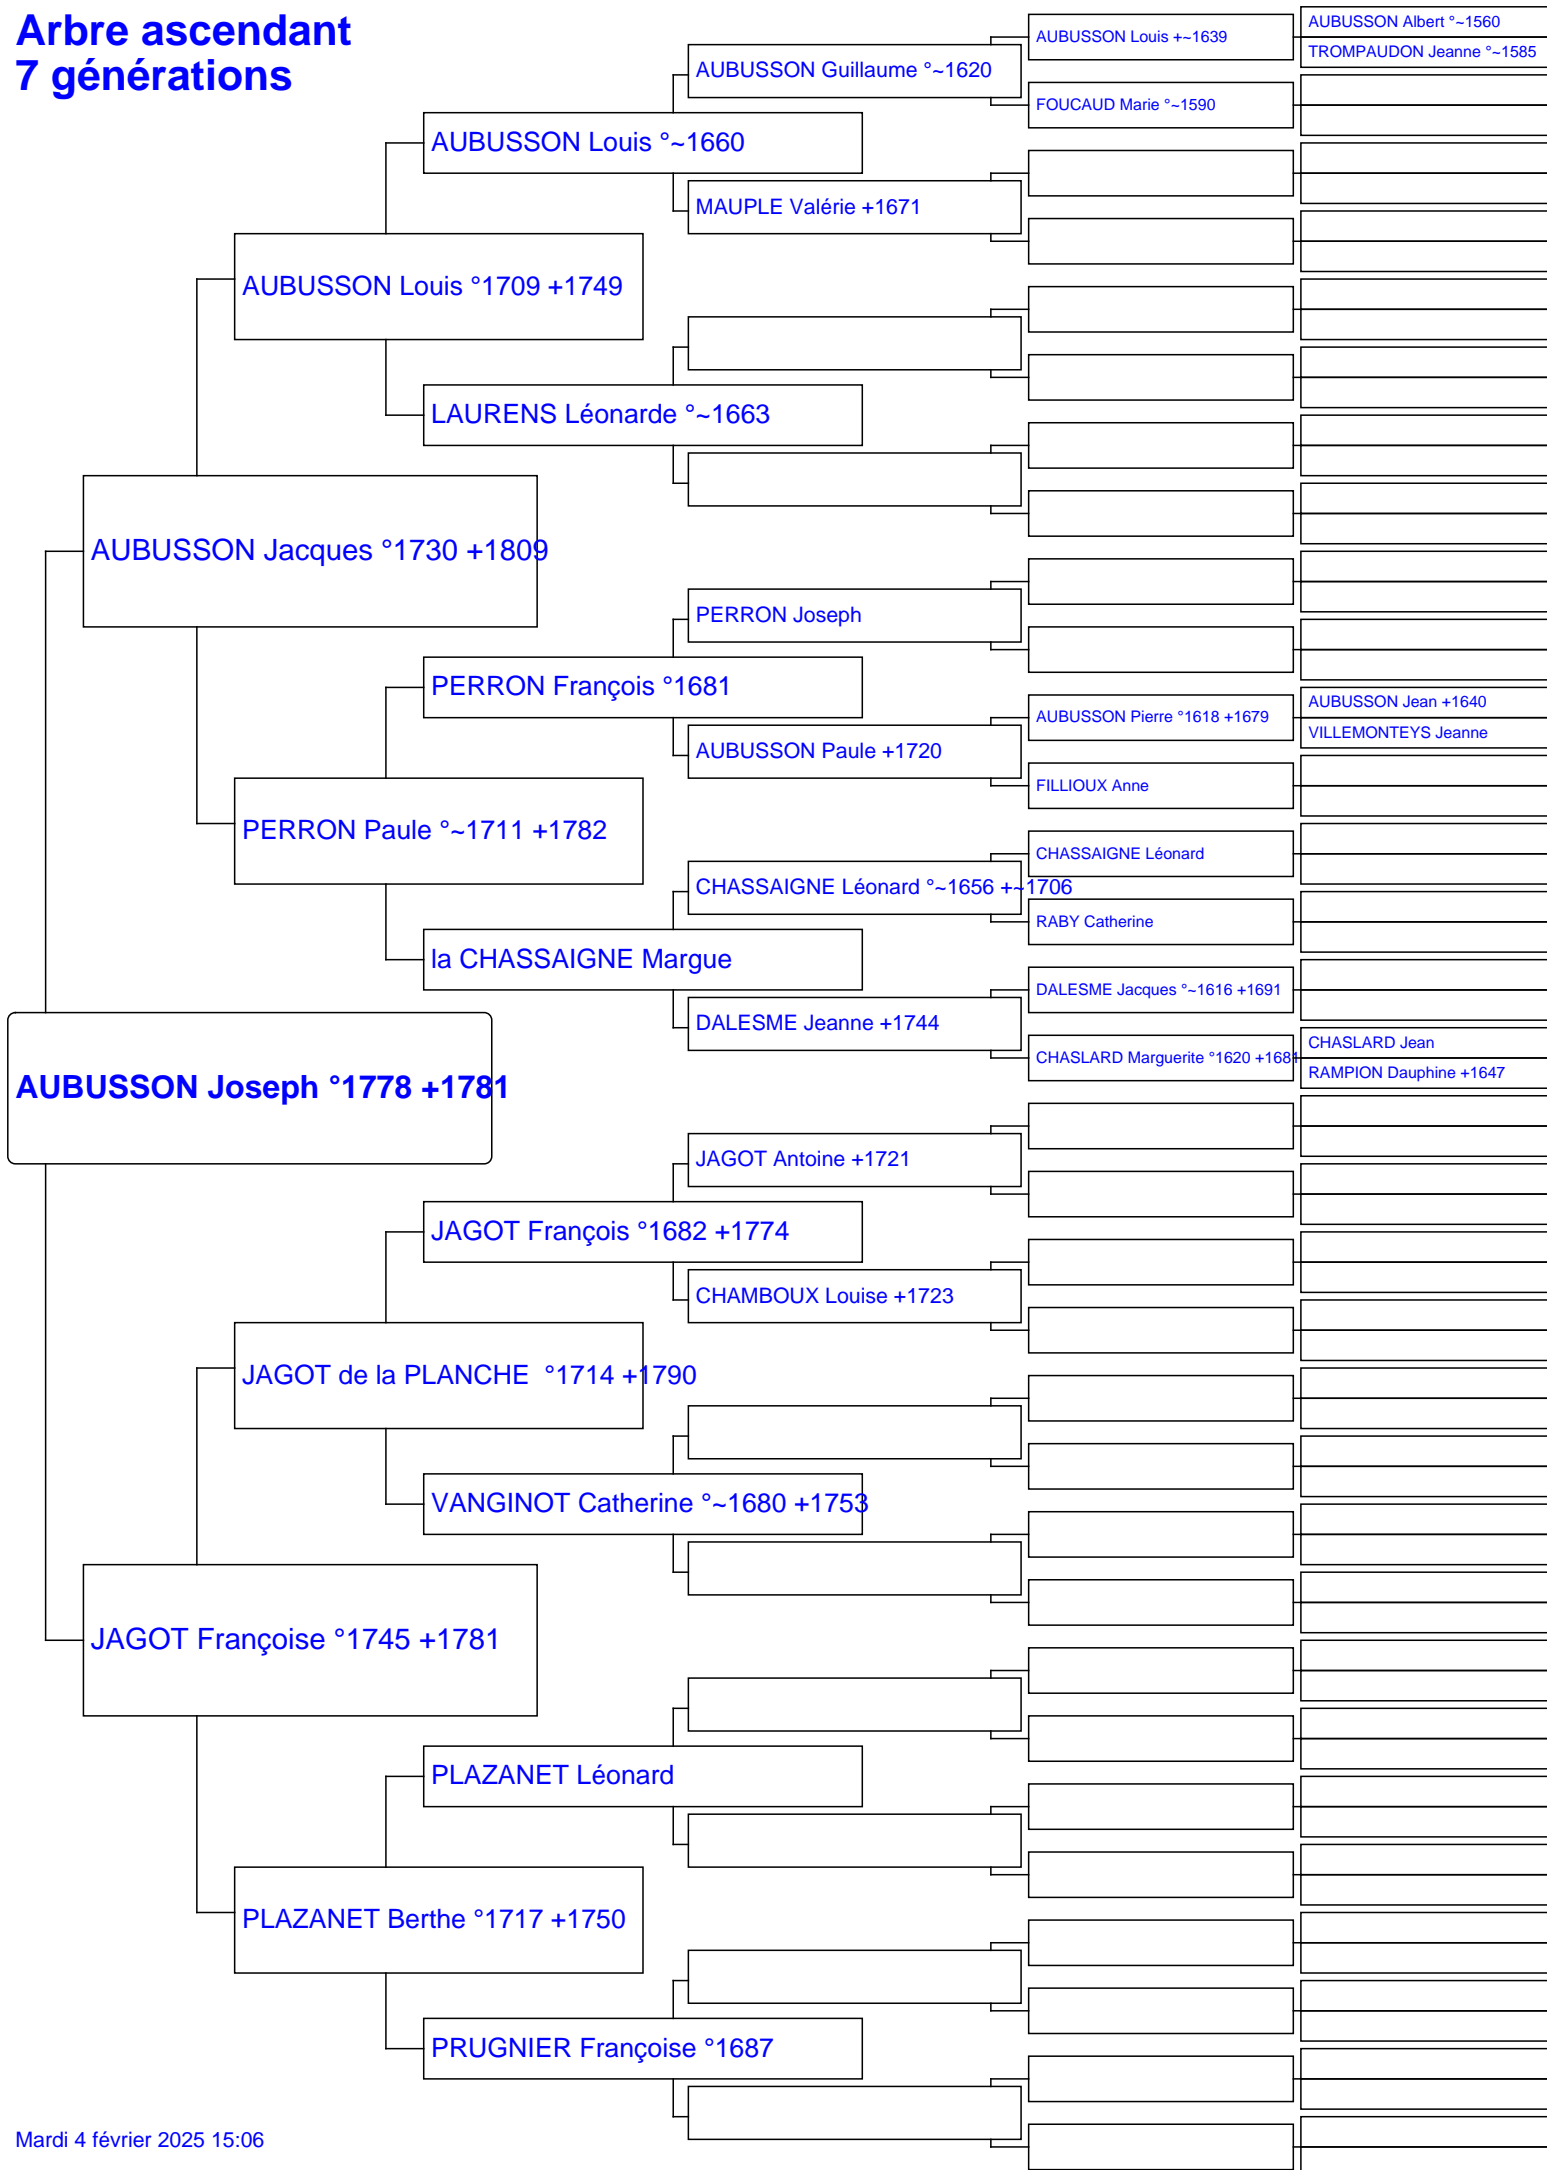 Arbre ascendant
7 générations
AUBUSSON Albert °~1560
AUBUSSON Louis +~1639
TROMPAUDON Jeanne °~1585
AUBUSSON Guillaume °~1620
FOUCAUD Marie °~1590
AUBUSSON Louis °~1660
MAUPLE Valérie +1671
AUBUSSON Louis °1709 +1749
LAURENS Léonarde °~1663
AUBUSSON Jacques °1730 +1809
PERRON Joseph
PERRON François °1681
AUBUSSON Jean +1640
AUBUSSON Pierre °1618 +1679
VILLEMONTEYS Jeanne
AUBUSSON Paule +1720
FILLIOUX Anne
PERRON Paule °~1711 +1782
CHASSAIGNE Léonard
CHASSAIGNE Léonard °~1656 +~1706
RABY Catherine
la CHASSAIGNE Margue
DALESME Jacques °~1616 +1691
DALESME Jeanne +1744
CHASLARD Jean
CHASLARD Marguerite °1620 +1681
RAMPION Dauphine +1647
AUBUSSON Joseph °1778 +1781
JAGOT Antoine +1721
JAGOT François °1682 +1774
CHAMBOUX Louise +1723
JAGOT de la PLANCHE  °1714 +1790
VANGINOT Catherine °~1680 +1753
JAGOT Françoise °1745 +1781
PLAZANET Léonard
PLAZANET Berthe °1717 +1750
PRUGNIER Françoise °1687
Mardi 4 février 2025 15:06